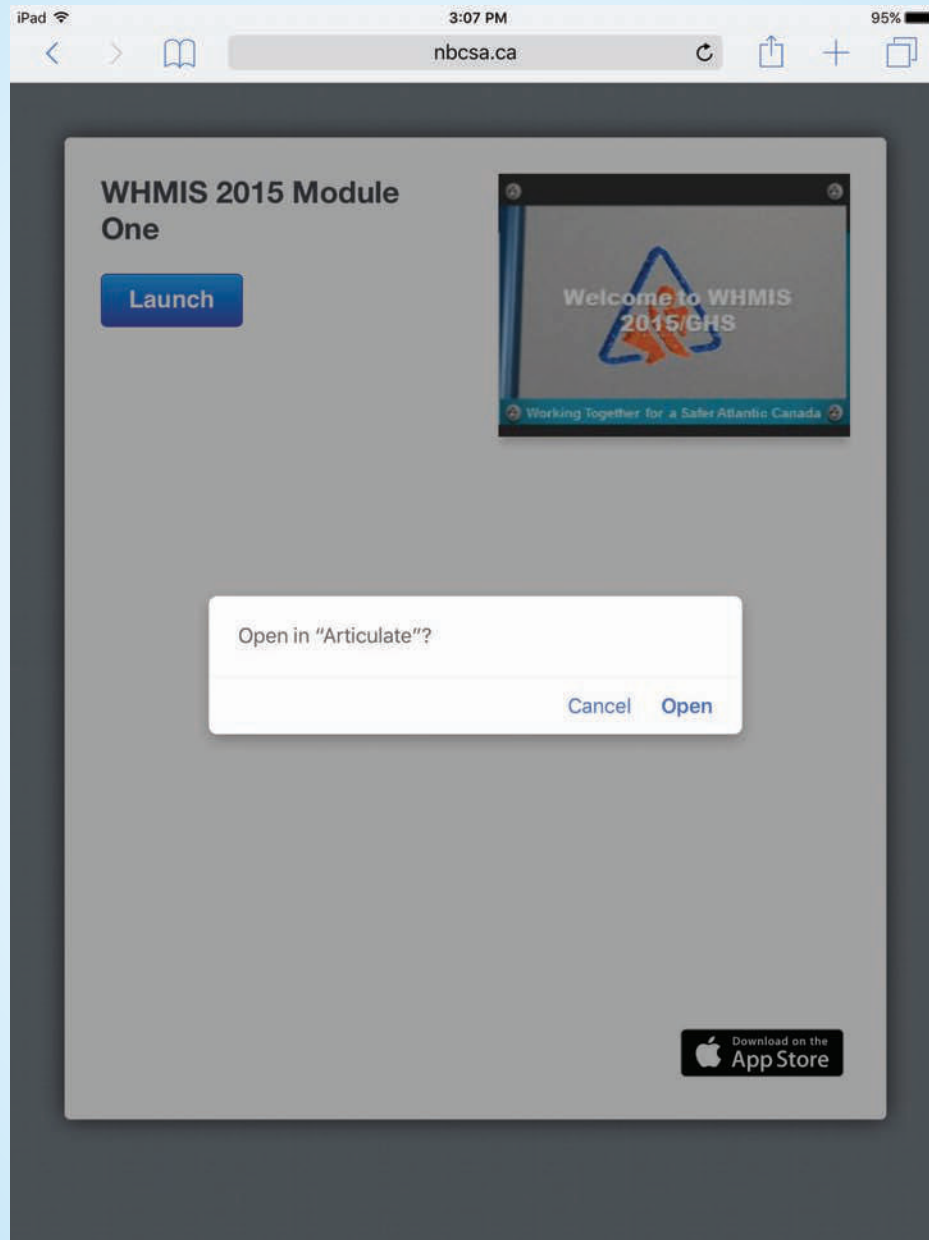 iPad 3:07 PM 95%
nbcsa.ca
WHMIS 2015 Module
One
Launch
Welcome to WHMIS
2015/GHS
Working Together for a Safer Atlantic Canada
Open in “Articulate”?
Cancel Open
Download on the
App Store